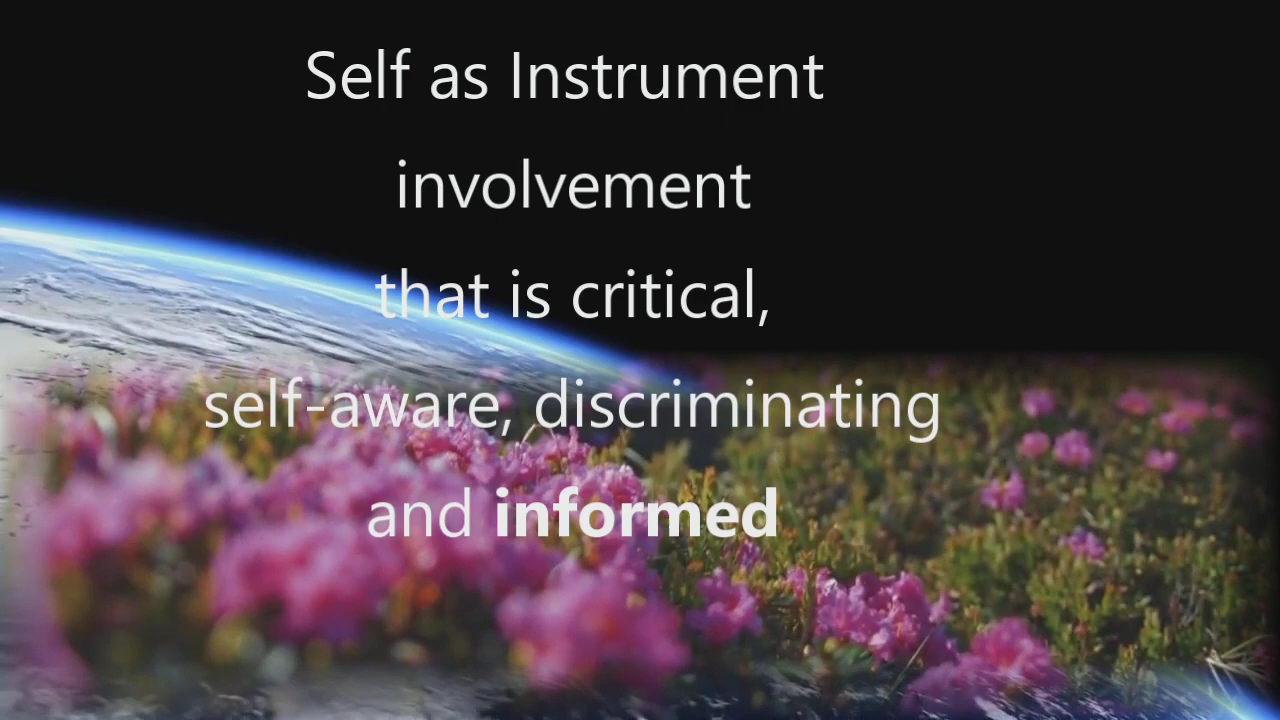 Self as Instrument
involvement
that is critical,
self-aware, discriminating
and informed